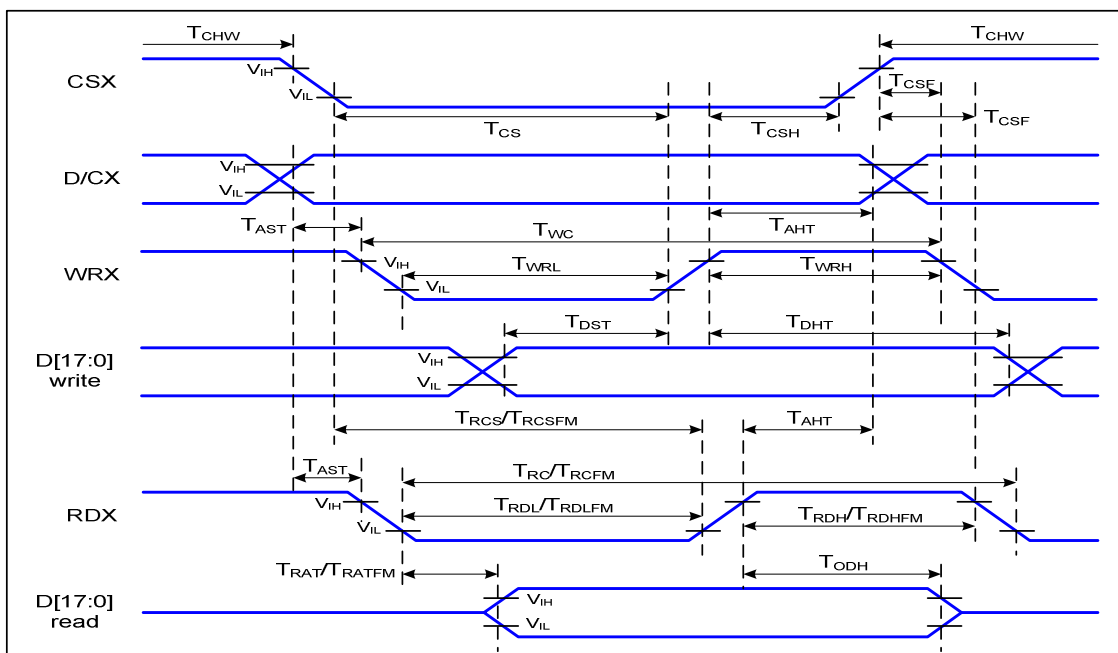 TCHW TCHW
CSX VIH
VIL
TCSF
TCS TCSH TCSF
D/CX VIH
VIL
TAST TWC TAHT
WRX VIH
VIL TWRL TWRH
TDST TDHT
D[17:0]
write
VIH
VIL
TRCS/TRCSFM TAHT
TAST TRC/TRCFM
RDX VIH
VIL
TRDL/TRDLFM TRDH/TRDHFM
TRAT/TRATFM TODH
D[17:0]
read
VIH
VIL